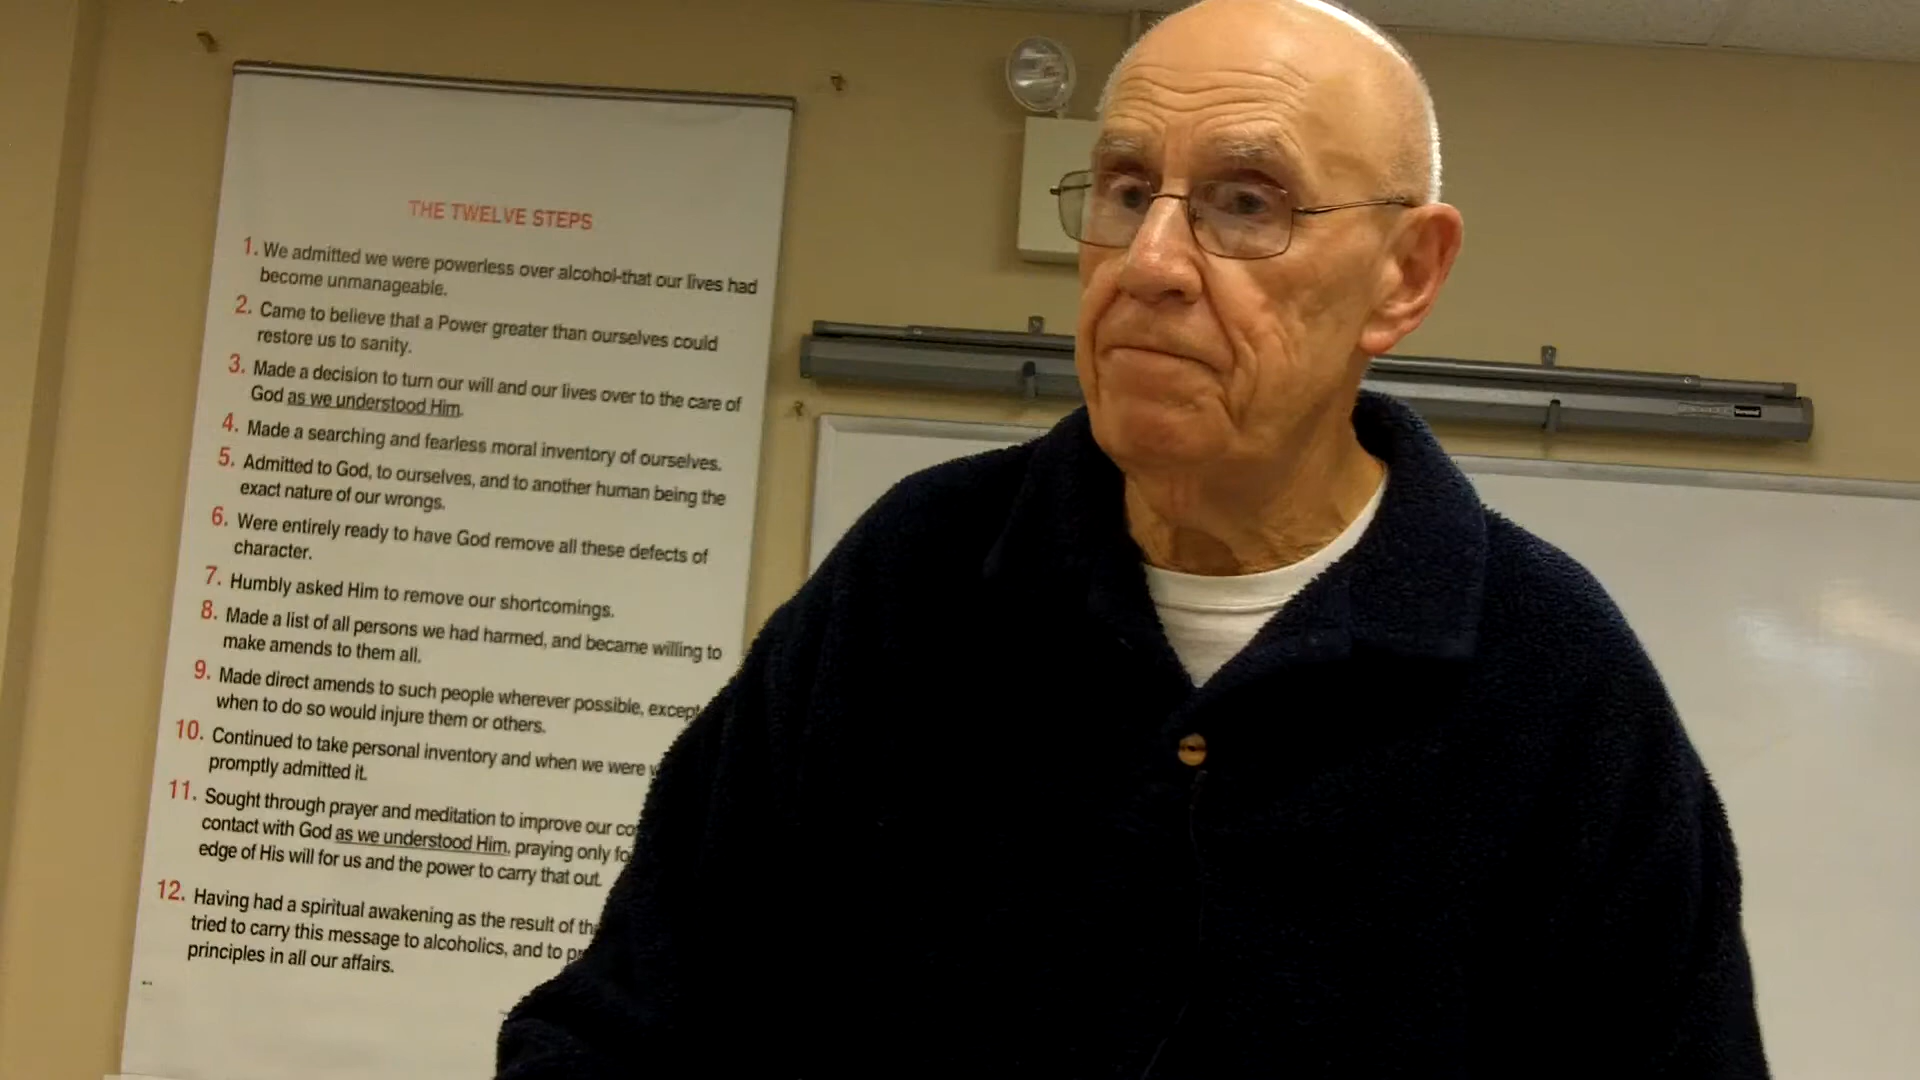 THE TWELVE STEPS
1. We admitted we were powerless over alcohol-that our lives had
become unmanageable.
2. Came to believe that a Power greater than ourselves could
restore us to sanity.
3. Made a decision to turn our will and our lives over to the care of
God as we understood Him.
4. Made a searching and fearless moral inventory of ourselves.
5. Admitted to God, to ourselves, and to another human being the
exact nature of our wrongs.
6. Were entirely ready to have God remove all these defects of
character.
7. Humbly asked Him to remove our shortcomings.
8. Made a list of all persons we had harmed, and became willing to
make amends to them all.
9. Made direct amends to such people wherever possible, except
when to do so would injure them or others.
10. Continued to take personal inventory and when we were
promptly admitted it.
11. Sought through prayer and meditation to improve our
contact with God as we understood Him, praying only
edge of His will for us and the power to carry that out.
12. Having had a spiritual awakening as the result of
tried to carry this message to alcoholics, and to
principles in all our affairs.